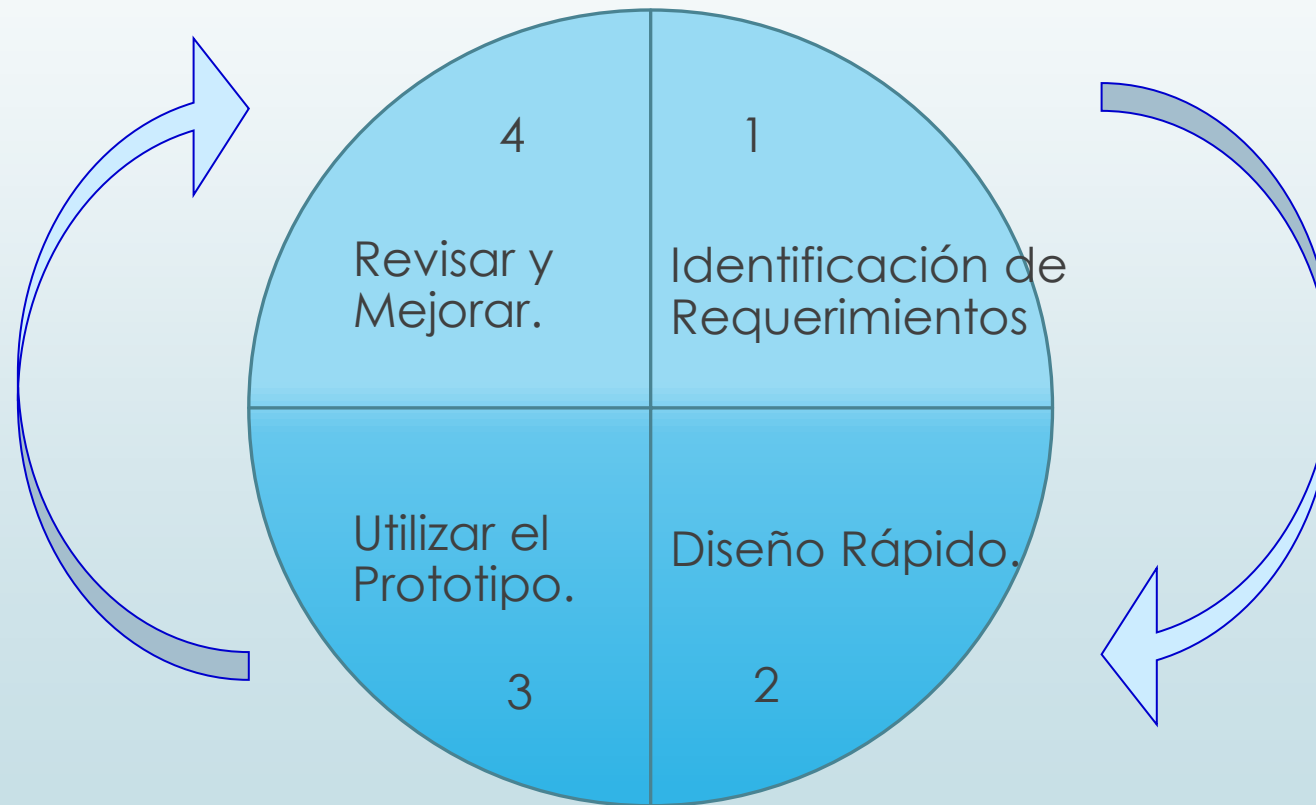 4
Revisar y
Mejorar.
1
Identificación de
Requerimientos
Utilizar el
Prototipo.
3
Diseño Rápido.
2